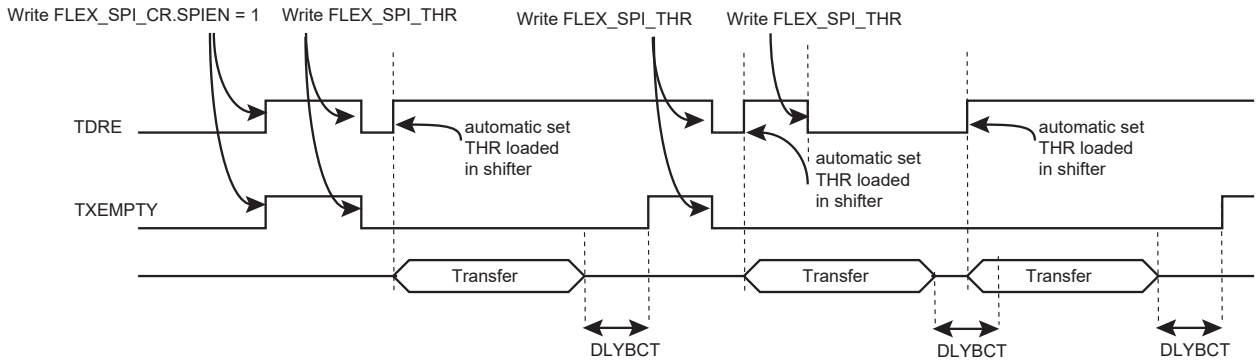 Write FLEX_SPI_CR.SPIEN = 1
Write FLEX_SPI_THR
Write FLEX_SPI_THR
Write FLEX_SPI_THR
TDRE
automatic set
THR loaded
in shifter
automatic set
THR loaded
in shifter
automatic set
THR loaded
in shifter
TXEMPTY
Transfer
Transfer
Transfer
DLYBCT
DLYBCT
DLYBCT